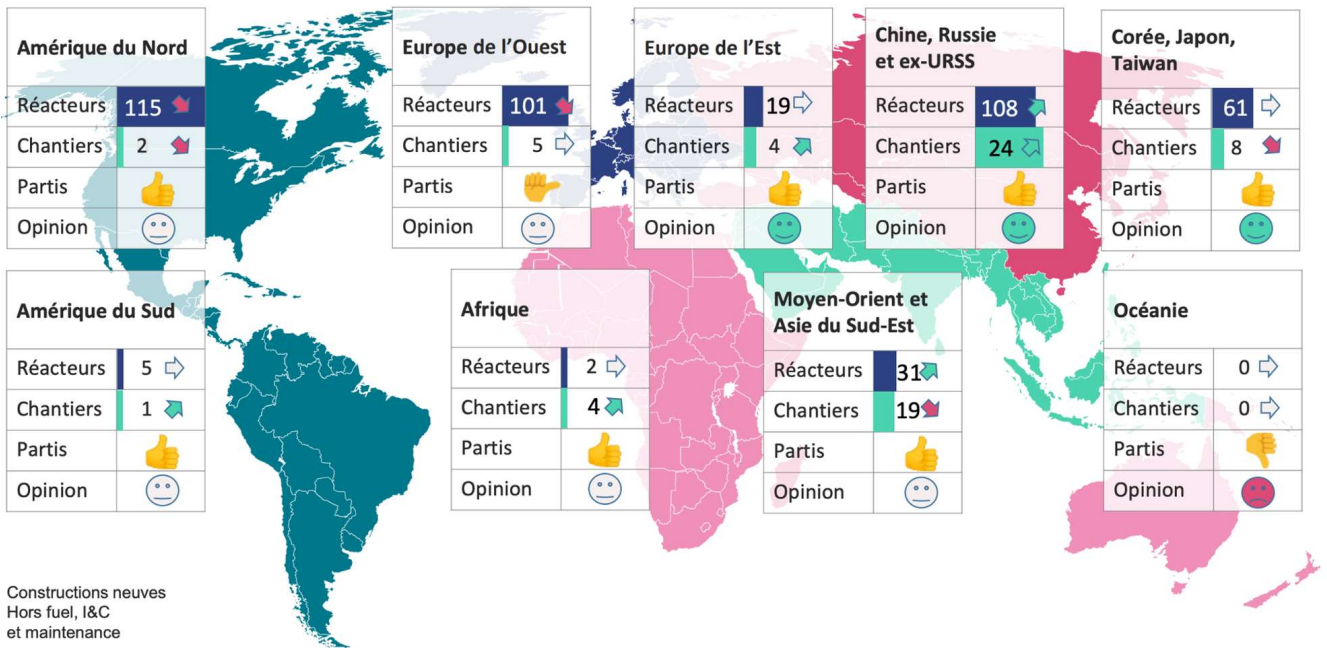 Amérique du Nord
Réacteurs 115
Chantiers 2
Partis
Opinion
Europe de l’Ouest
Réacteurs 101
Chantiers 5
Partis
Opinion
Europe de l’Est
Réacteurs 19
Chantiers 4
Partis
Opinion
Chine, Russie
et ex-URSS
Réacteurs 108
Chantiers 24
Partis
Opinion
Corée, Japon,
Taiwan
Réacteurs 61
Chantiers 8
Partis
Opinion
Amérique du Sud
Réacteurs 5
Chantiers 1
Partis
Opinion
Afrique
Réacteurs 2
Chantiers 4
Partis
Opinion
Moyen-Orient et
Asie du Sud-Est
Réacteurs 31
Chantiers 19
Partis
Opinion
Océanie
Réacteurs 0
Chantiers 0
Partis
Opinion
Constructions neuves
Hors fuel, I&C
et maintenance